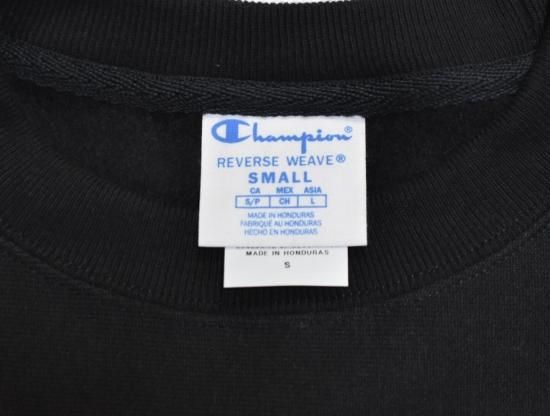 Champion®
REVERSE WEAVE®
SMALL
CA MEX ASIA
S/P CH L
MADE IN HONDURAS
FABRIQUÉ AU HONDURAS
HECHO EN HONDURAS
MADE IN HONDURAS
S